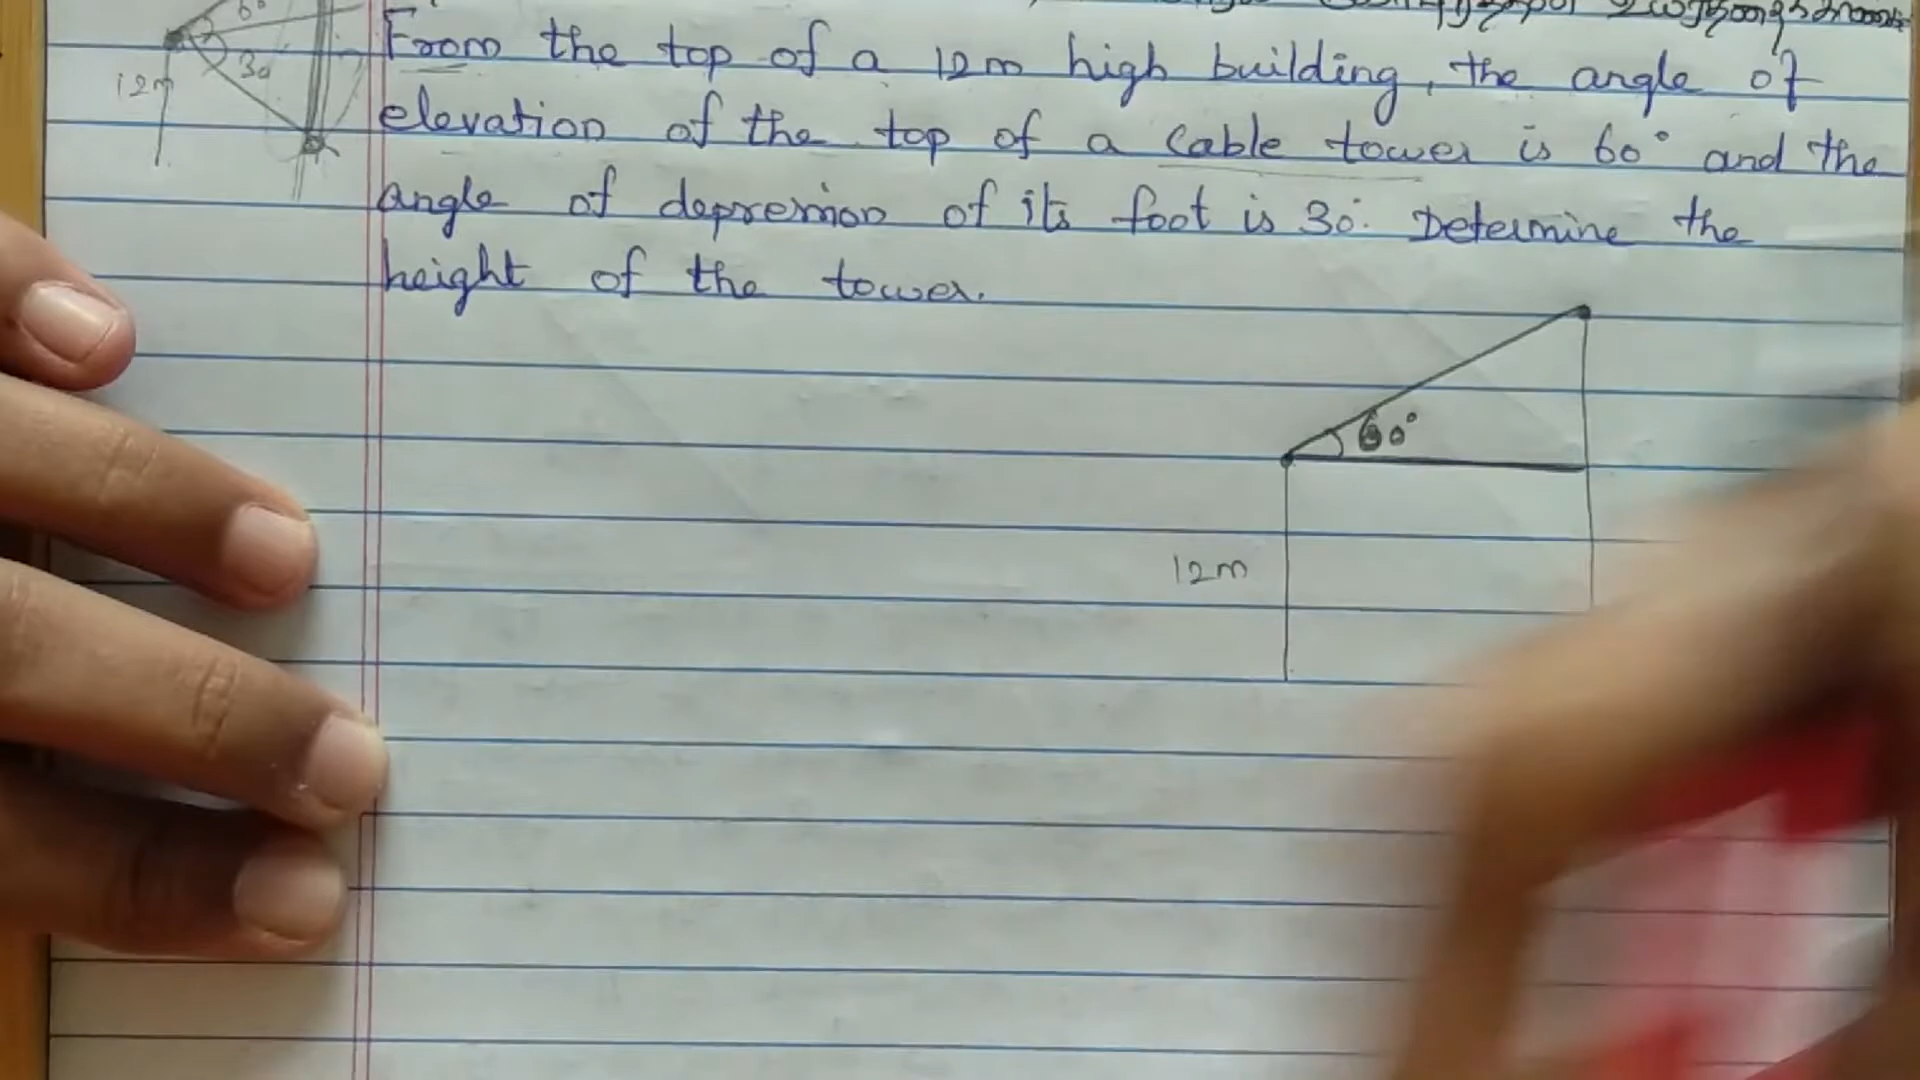 From the top of a 12m high building, the angle of
elevation of the top of a cable tower is 60° and the
angle of depression of its foot is 30°. Determine the
height of the tower.
60°
12m
60
30
12m